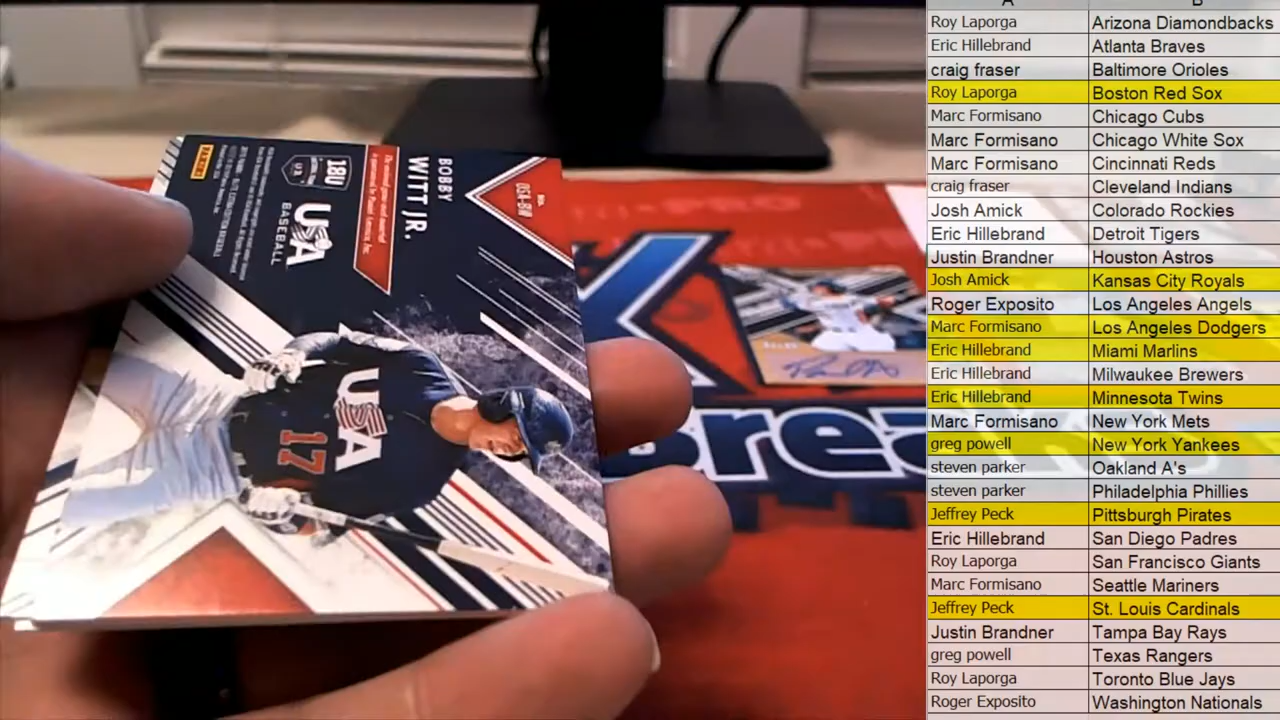 A B
Roy Laporga Arizona Diamondbacks
Eric Hillebrand Atlanta Braves
craig fraser Baltimore Orioles
Roy Laporga Boston Red Sox
Marc Formisano Chicago Cubs
Marc Formisano Chicago White Sox
Marc Formisano Cincinnati Reds
craig fraser Cleveland Indians
Josh Amick Colorado Rockies
Eric Hillebrand Detroit Tigers
Justin Brandner Houston Astros
Josh Amick Kansas City Royals
Roger Exposito Los Angeles Angels
Marc Formisano Los Angeles Dodgers
Eric Hillebrand Miami Marlins
Eric Hillebrand Milwaukee Brewers
Eric Hillebrand Minnesota Twins
Marc Formisano New York Mets
greg powell New York Yankees
steven parker Oakland A's
steven parker Philadelphia Phillies
Jeffrey Peck Pittsburgh Pirates
Eric Hillebrand San Diego Padres
Roy Laporga San Francisco Giants
Marc Formisano Seattle Mariners
Jeffrey Peck St. Louis Cardinals
Justin Brandner Tampa Bay Rays
greg powell Texas Rangers
Roy Laporga Toronto Blue Jays
Roger Exposito Washington Nationals
BOBBY
WITT JR.
PANINI
18U
USA
BASEBALL
USA
17
K
Brea